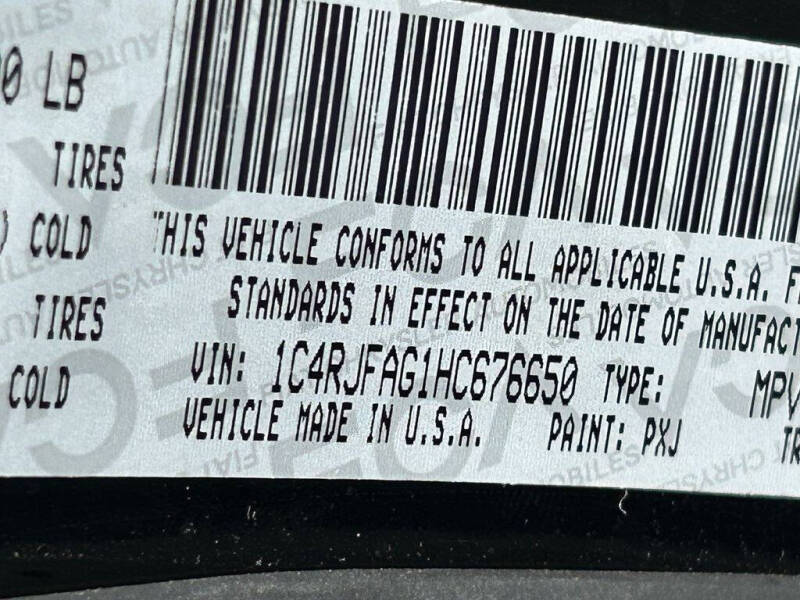 0 LB
TIRES
COLD
TIRES
COLD
THIS VEHICLE CONFORMS TO ALL APPLICABLE U.S.A. F
STANDARDS IN EFFECT ON THE DATE OF MANUFACT
VIN: 1C4RJFAG1HC676650 TYPE: MPV
VEHICLE MADE IN U.S.A. PAINT: PXJ TR